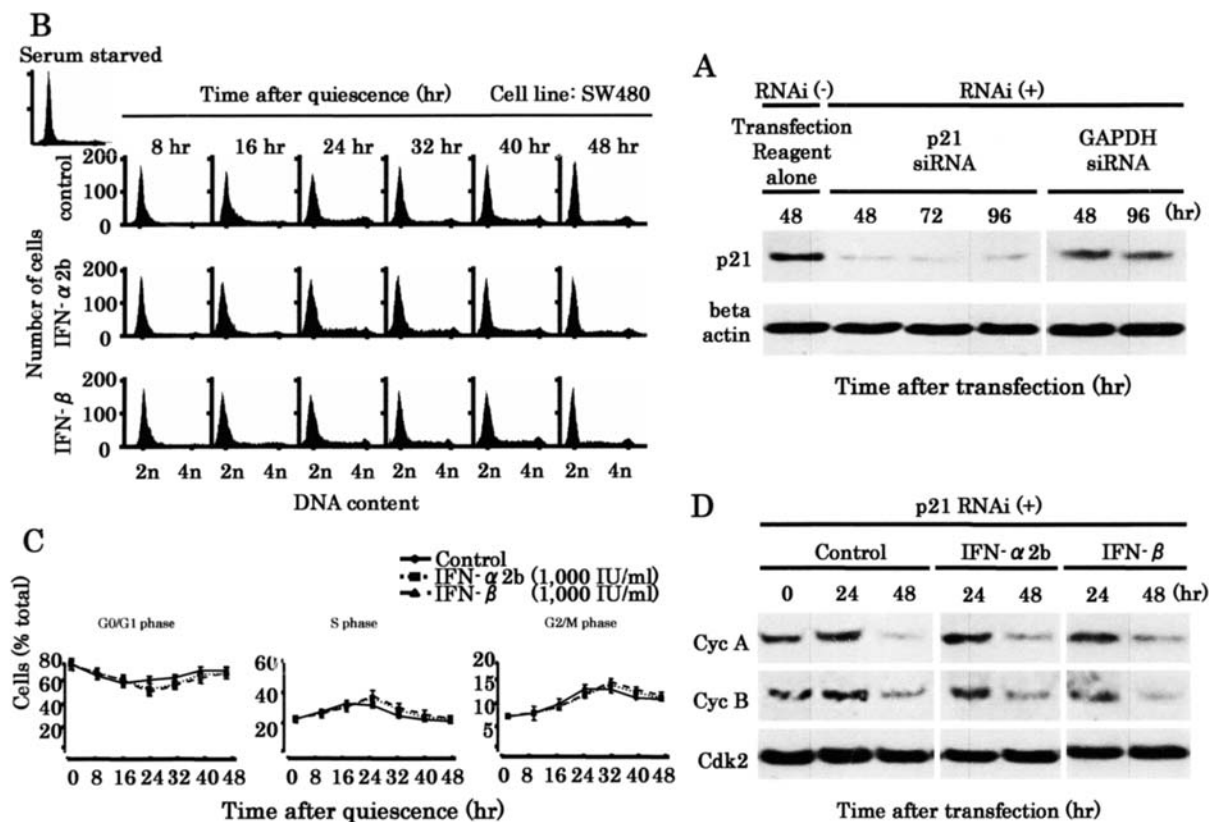 B
Serum starved
Time after quiescence (hr) Cell line: SW480
8 hr 16 hr 24 hr 32 hr 40 hr 48 hr
control
200
100
0
Number of cells
IFN-α 2b
200
100
0
IFN-β
200
100
0
2n 4n 2n 4n 2n 4n 2n 4n 2n 4n 2n 4n
DNA content
A
RNAi (-) RNAi (+)
Transfection Reagent alone
p21 siRNA
GAPDH siRNA
48 48 72 96 48 96 (hr)
p21
beta actin
Time after transfection (hr)
C
Control
IFN-α 2b (1,000 IU/ml)
IFN-β (1,000 IU/ml)
G0/G1 phase S phase G2/M phase
Cells (% total)
80
60
40
20
60
40
20
20
15
10
5
0 8 16 24 32 40 48 0 8 16 24 32 40 48 0 8 16 24 32 40 48
Time after quiescence (hr)
D
p21 RNAi (+)
Control IFN-α 2b IFN-β
0 24 48 24 48 24 48 (hr)
Cyc A
Cyc B
Cdk2
Time after transfection (hr)